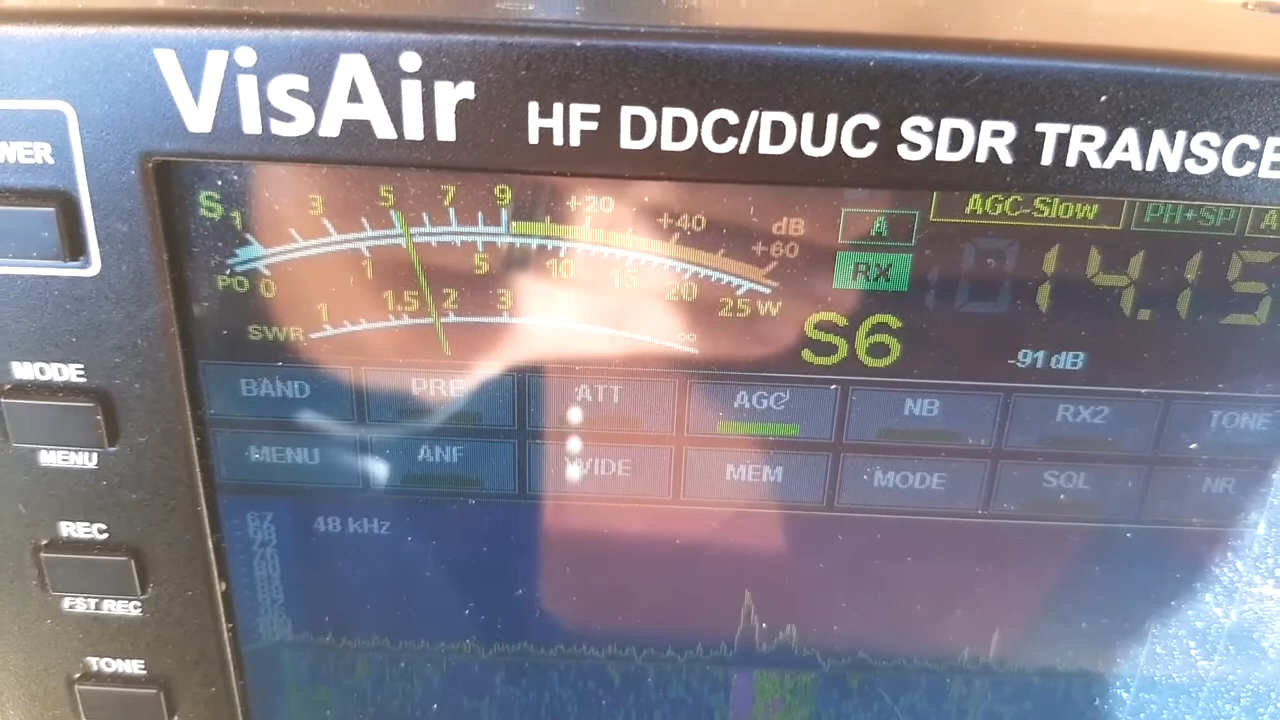 VisAir HF DDC/DUC SDR TRANSCE
WER
S 1 3 5 7 9 +20 +40 +60 dB
PO 0 1 5 10 15 20 25 W
SWR 1 1.5 2 3 ∞
A
RX
AGC-Slow PH+SP A
14.15
S6
-91 dB
MODE
MENU
BAND PRE ATT AGC NB RX2 TONE
MENU ANF WIDE MEM MODE SQL NR
REC
FST REC
48 kHz
-67
TONE